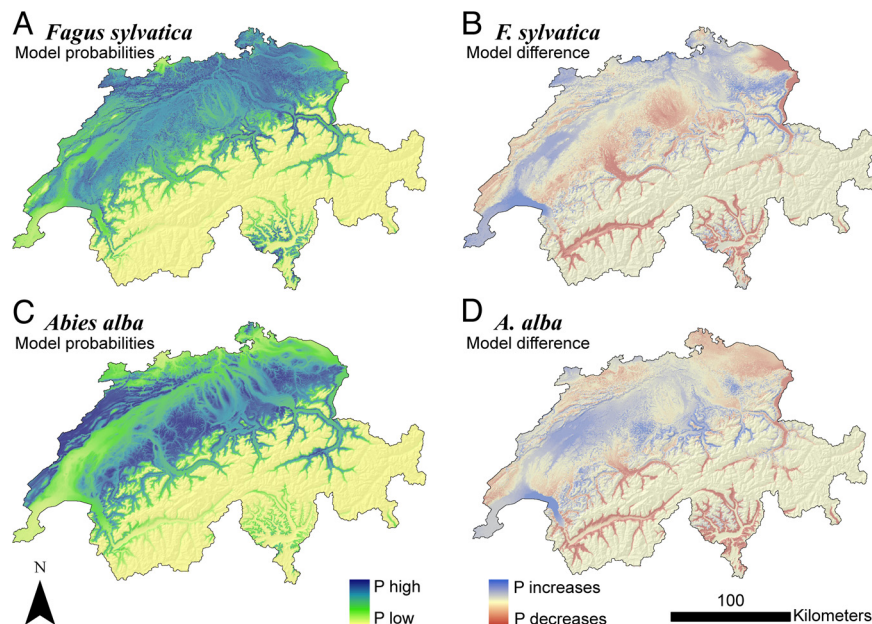 A Fagus sylvatica
Model probabilities
B F. sylvatica
Model difference
C Abies alba
Model probabilities
D A. alba
Model difference
N
P high
P low
P increases
P decreases
100
Kilometers